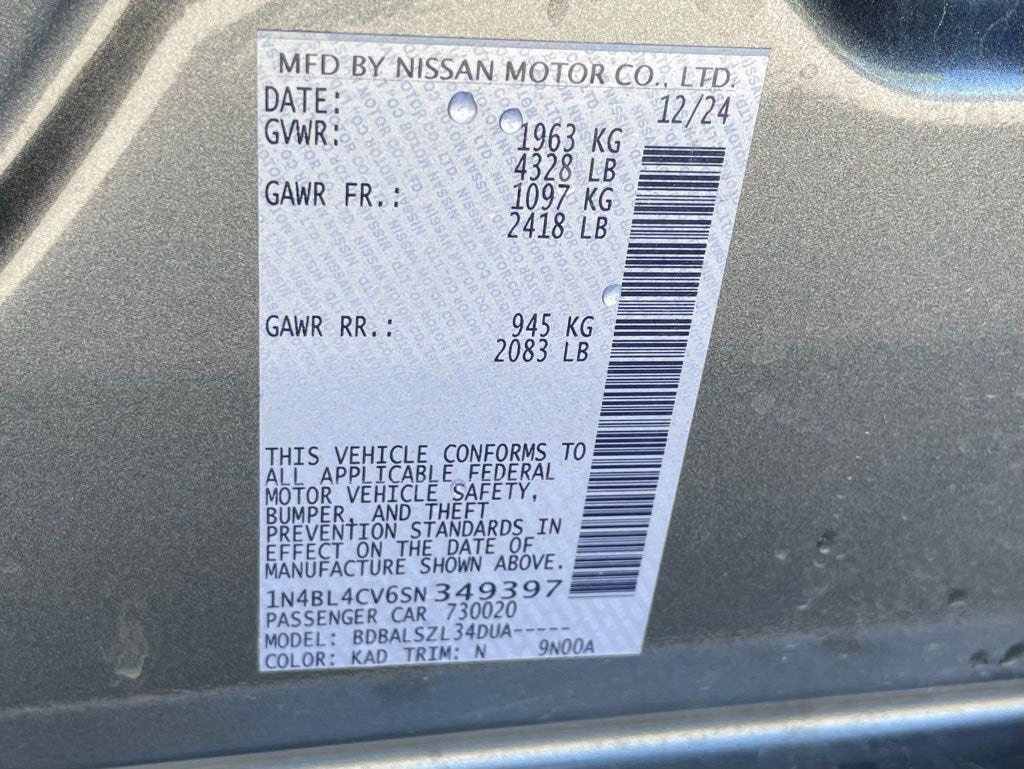 MFD BY NISSAN MOTOR CO., LTD.
DATE: 12/24
GVWR: 1963 KG
4328 LB
GAWR FR.: 1097 KG
2418 LB
GAWR RR.: 945 KG
2083 LB
THIS VEHICLE CONFORMS TO
ALL APPLICABLE FEDERAL
MOTOR VEHICLE SAFETY,
BUMPER, AND THEFT
PREVENTION STANDARDS IN
EFFECT ON THE DATE OF
MANUFACTURE SHOWN ABOVE.
1N4BL4CV6SN349397
PASSENGER CAR 730020
MODEL: BDBALSZL34DUA-----
COLOR: KAD TRIM: N 9N00A